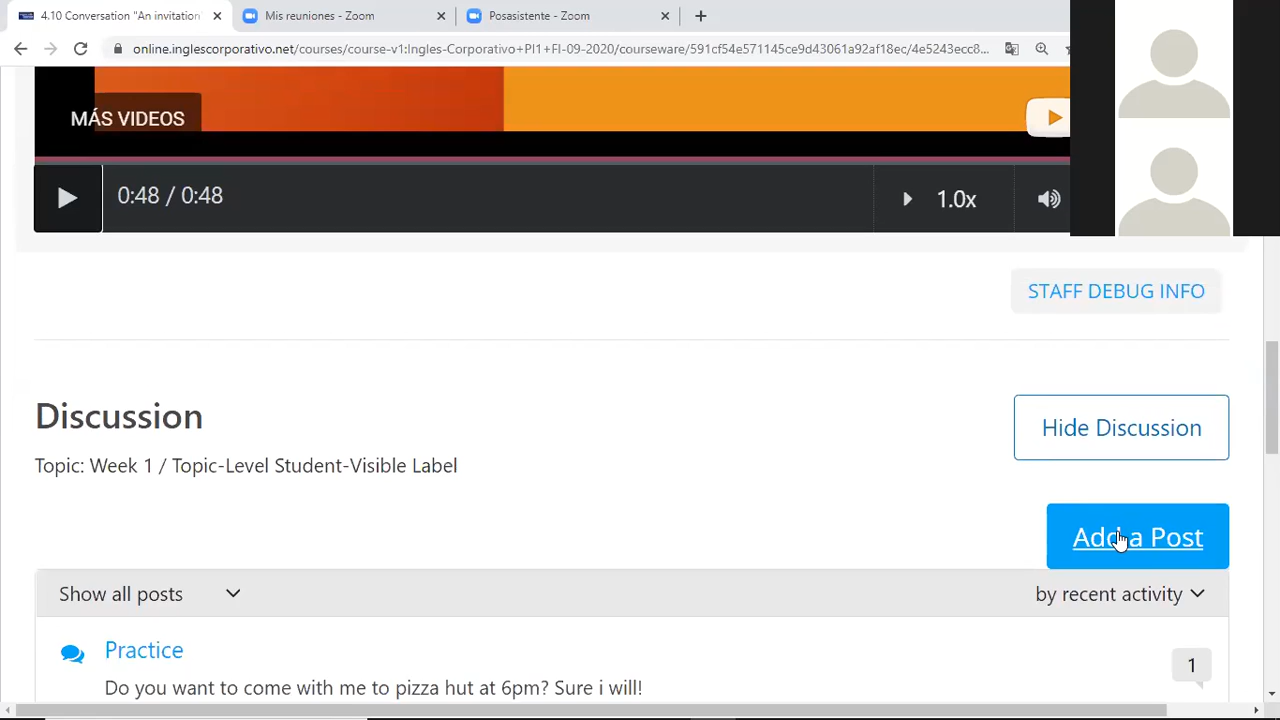 4.10 Conversation "An invitation
Mis reuniones - Zoom
Posasistente - Zoom
online.inglescorporativo.net/courses/course-v1:Ingles-Corporativo+PI1+FI-09-2020/courseware/591cf54e571145ce9d43061a92af18ec/4e5243ecc8...
MÁS VIDEOS
0:48 / 0:48
1.0x
STAFF DEBUG INFO
Discussion
Hide Discussion
Topic: Week 1 / Topic-Level Student-Visible Label
Add a Post
Show all posts
by recent activity
Practice
1
Do you want to come with me to pizza hut at 6pm? Sure i will!